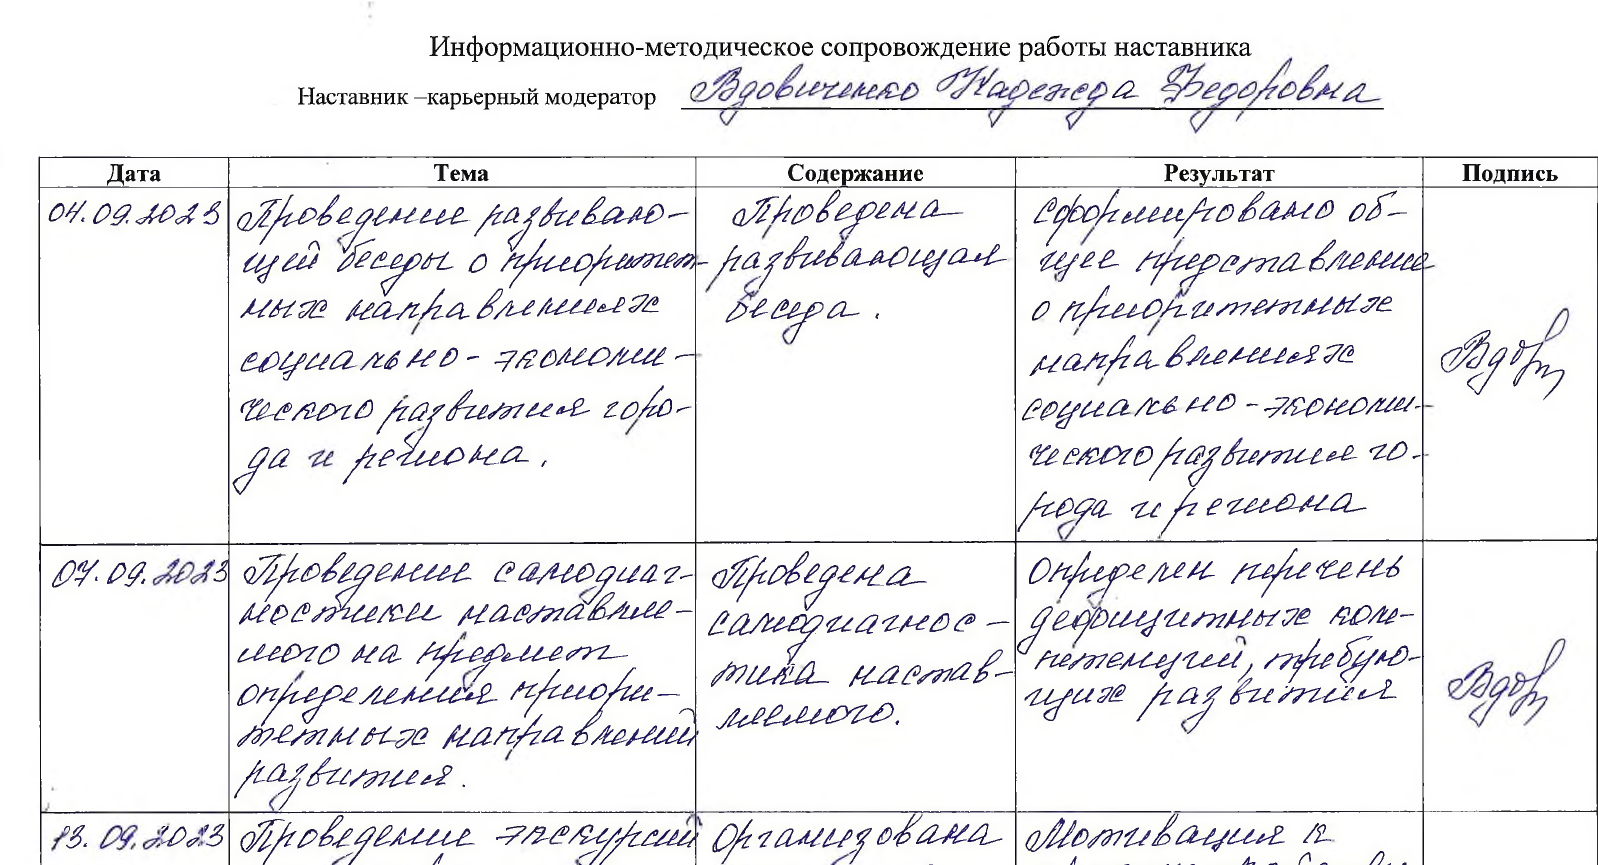 Информационно-методическое сопровождение работы наставника
Наставник –карьерный модератор Вдовиченко Надежда Федоровна
Дата Тема Содержание Результат Подпись
04.09.2023
Проведение развиваю-
щей беседы о приоритет-
ных направлениях
социально-экономи-
ческого развития горо-
да и региона.
Проведена
развивающая
беседа.
Сформировано об-
щее представление
о приоритетных
направлениях
социально-экономи-
ческого развития го-
рода и региона
07.09.2023
Проведение самодиаг-
ностики наставляе-
мого на предмет
определения приори-
тетных направлений
развития.
Проведена
самодиагнос-
тика настав-
ляемого.
Определен перечень
дефицитных ком-
петенций, требую-
щих развития
13.09.2023
Проведение экскурсий
Организована
Мотивация к